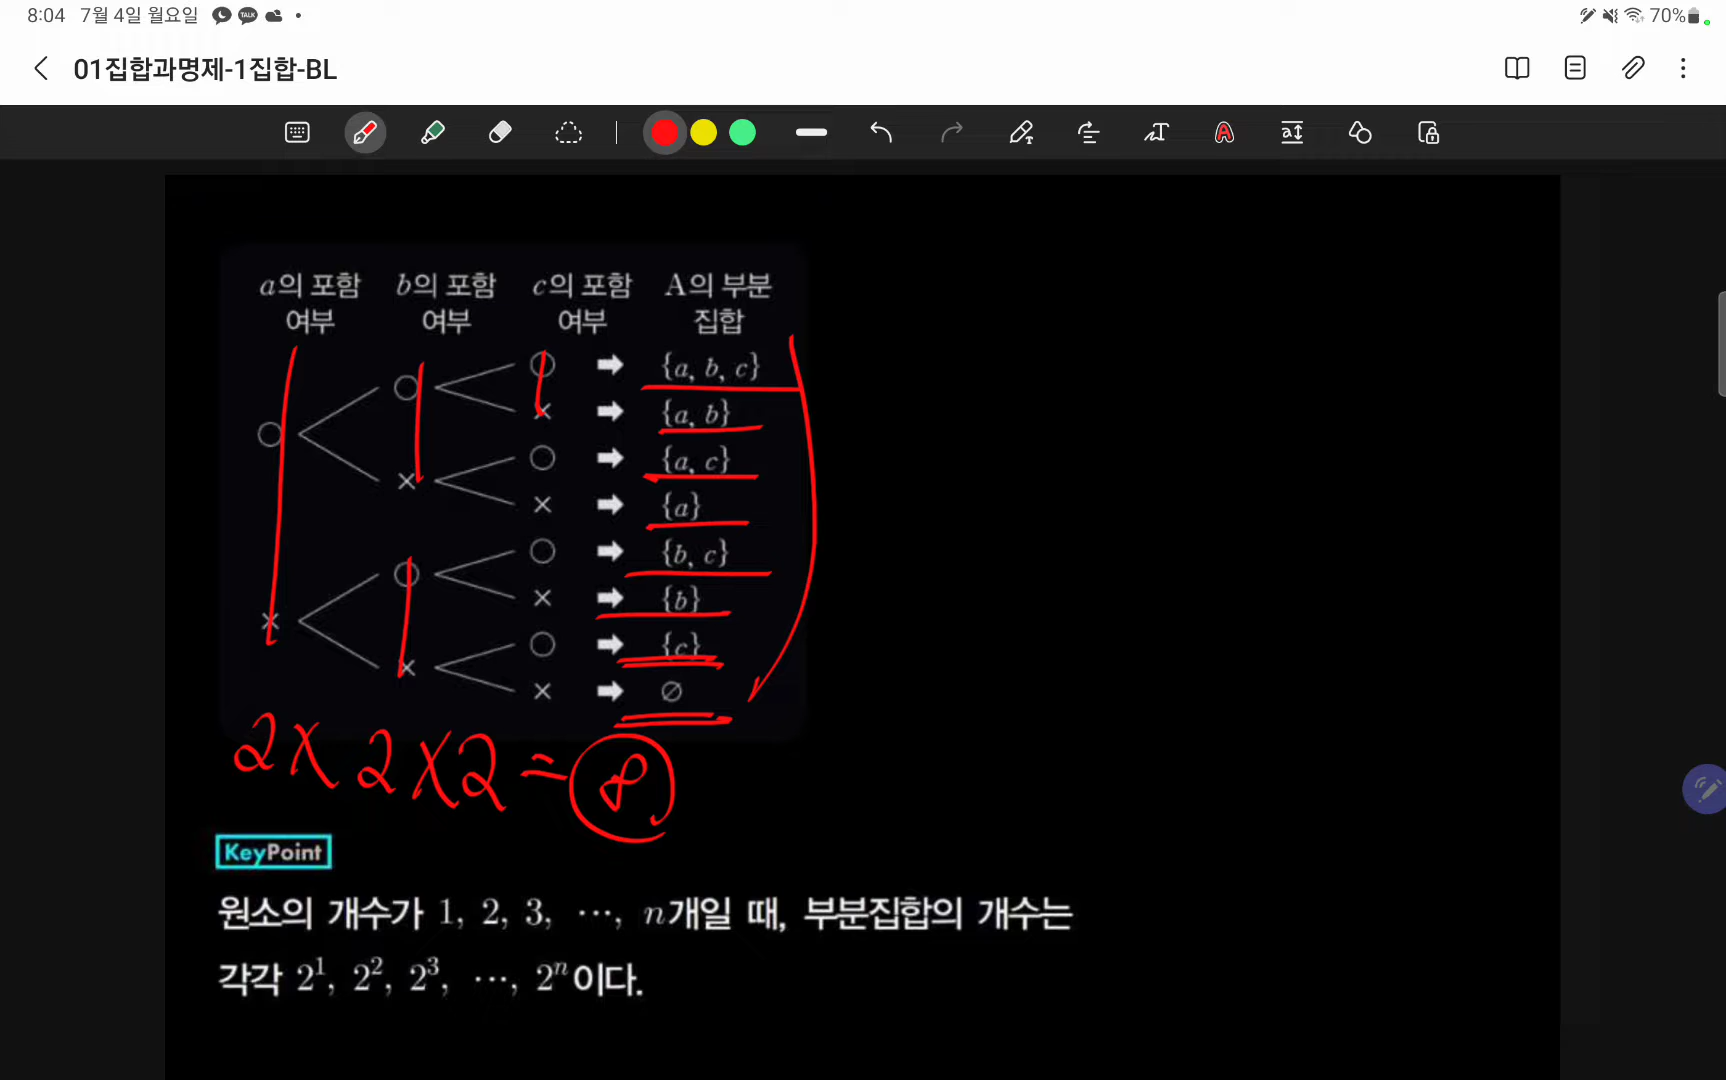 8:04 7월 4일 월요일 TALK 70%
01집합과명제-1집합-BL
a의 포함 여부 b의 포함 여부 c의 포함 여부 A의 부분 집합
○ ○ ○ ➡ {a, b, c}
× ➡ {a, b}
× ○ ➡ {a, c}
× ➡ {a}
× ○ ○ ➡ {b, c}
× ➡ {b}
× ○ ➡ {c}
× ➡ ∅
2 × 2 × 2 = 8
KeyPoint
원소의 개수가 1, 2, 3, ⋯, n개일 때, 부분집합의 개수는
각각 2¹, 2², 2³, ⋯, 2ⁿ이다.